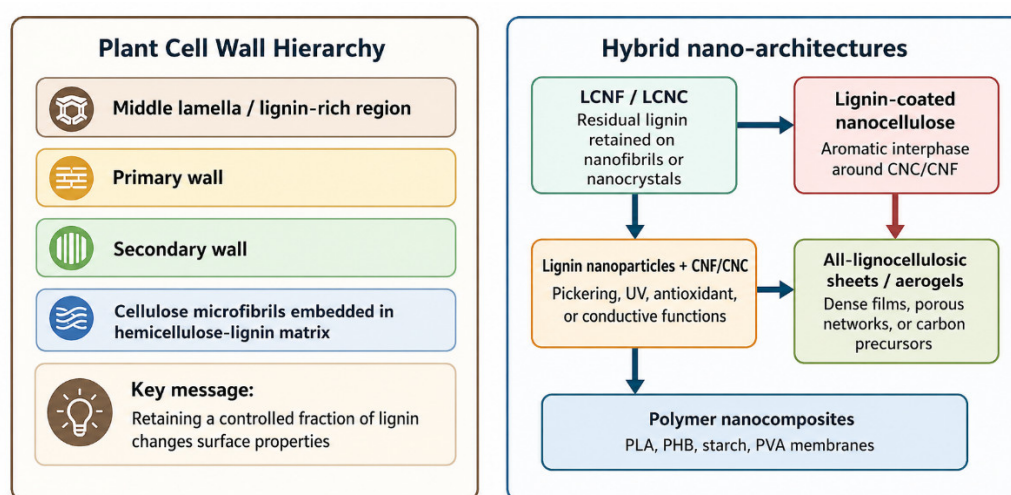 Plant Cell Wall Hierarchy
Middle lamella / lignin-rich region
Primary wall
Secondary wall
Cellulose microfibrils embedded in
hemicellulose-lignin matrix
Key message:
Retaining a controlled fraction of lignin
changes surface properties
Hybrid nano-architectures
LCNF / LCNC
Residual lignin
retained on
nanofibrils or
nanocrystals
Lignin-coated
nanocellulose
Aromatic interphase
around CNC/CNF
Lignin nanoparticles + CNF/CNC
Pickering, UV, antioxidant,
or conductive functions
All-lignocellulosic
sheets / aerogels
Dense films, porous
networks, or carbon
precursors
Polymer nanocomposites
PLA, PHB, starch, PVA membranes